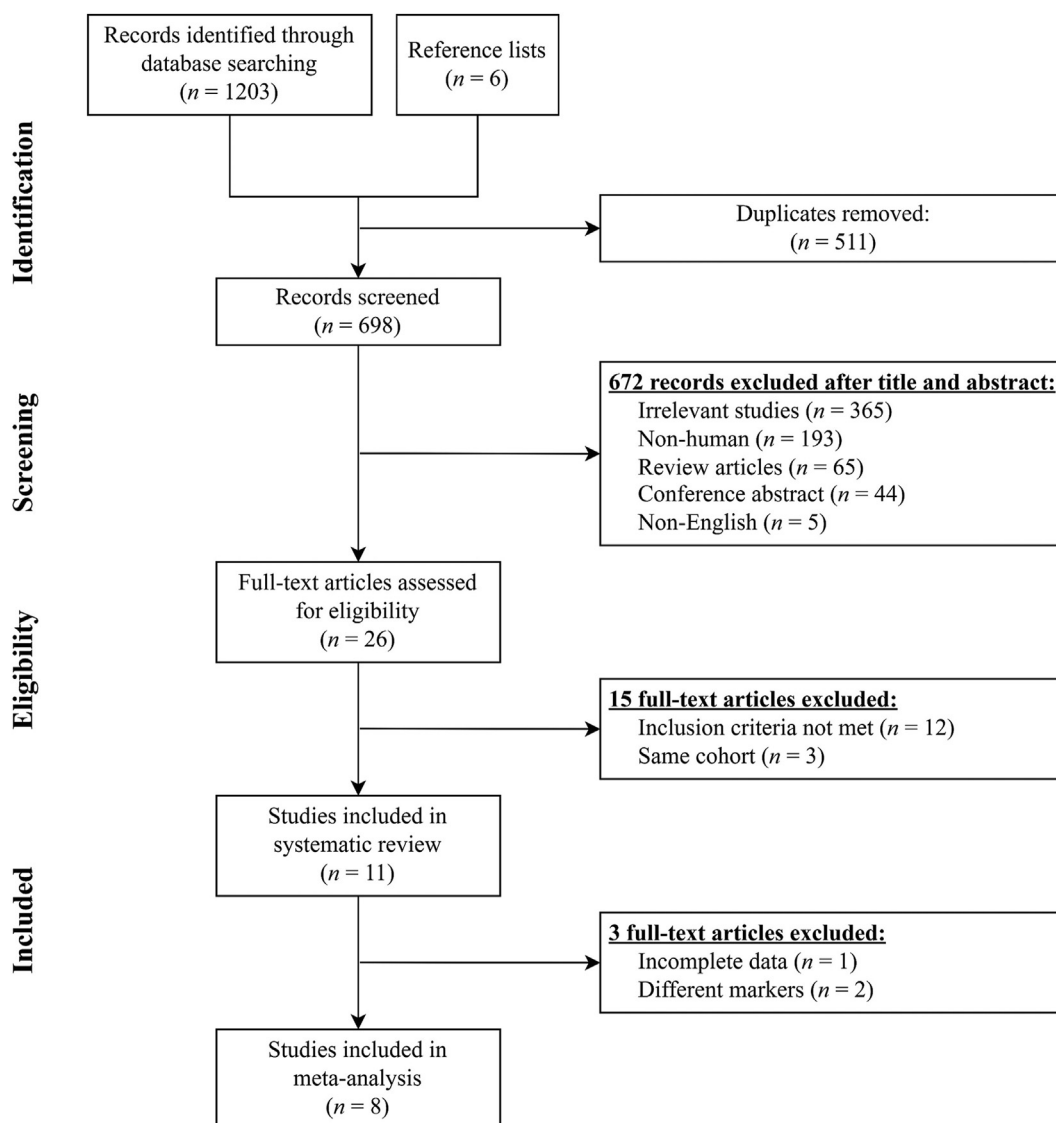 Records identified through
database searching
(n = 1203)
Reference lists
(n = 6)
Identification
Duplicates removed:
(n = 511)
Records screened
(n = 698)
Screening
672 records excluded after title and abstract:
Irrelevant studies (n = 365)
Non-human (n = 193)
Review articles (n = 65)
Conference abstract (n = 44)
Non-English (n = 5)
Full-text articles assessed
for eligibility
(n = 26)
Eligibility
15 full-text articles excluded:
Inclusion criteria not met (n = 12)
Same cohort (n = 3)
Studies included in
systematic review
(n = 11)
Included
3 full-text articles excluded:
Incomplete data (n = 1)
Different markers (n = 2)
Studies included in
meta-analysis
(n = 8)